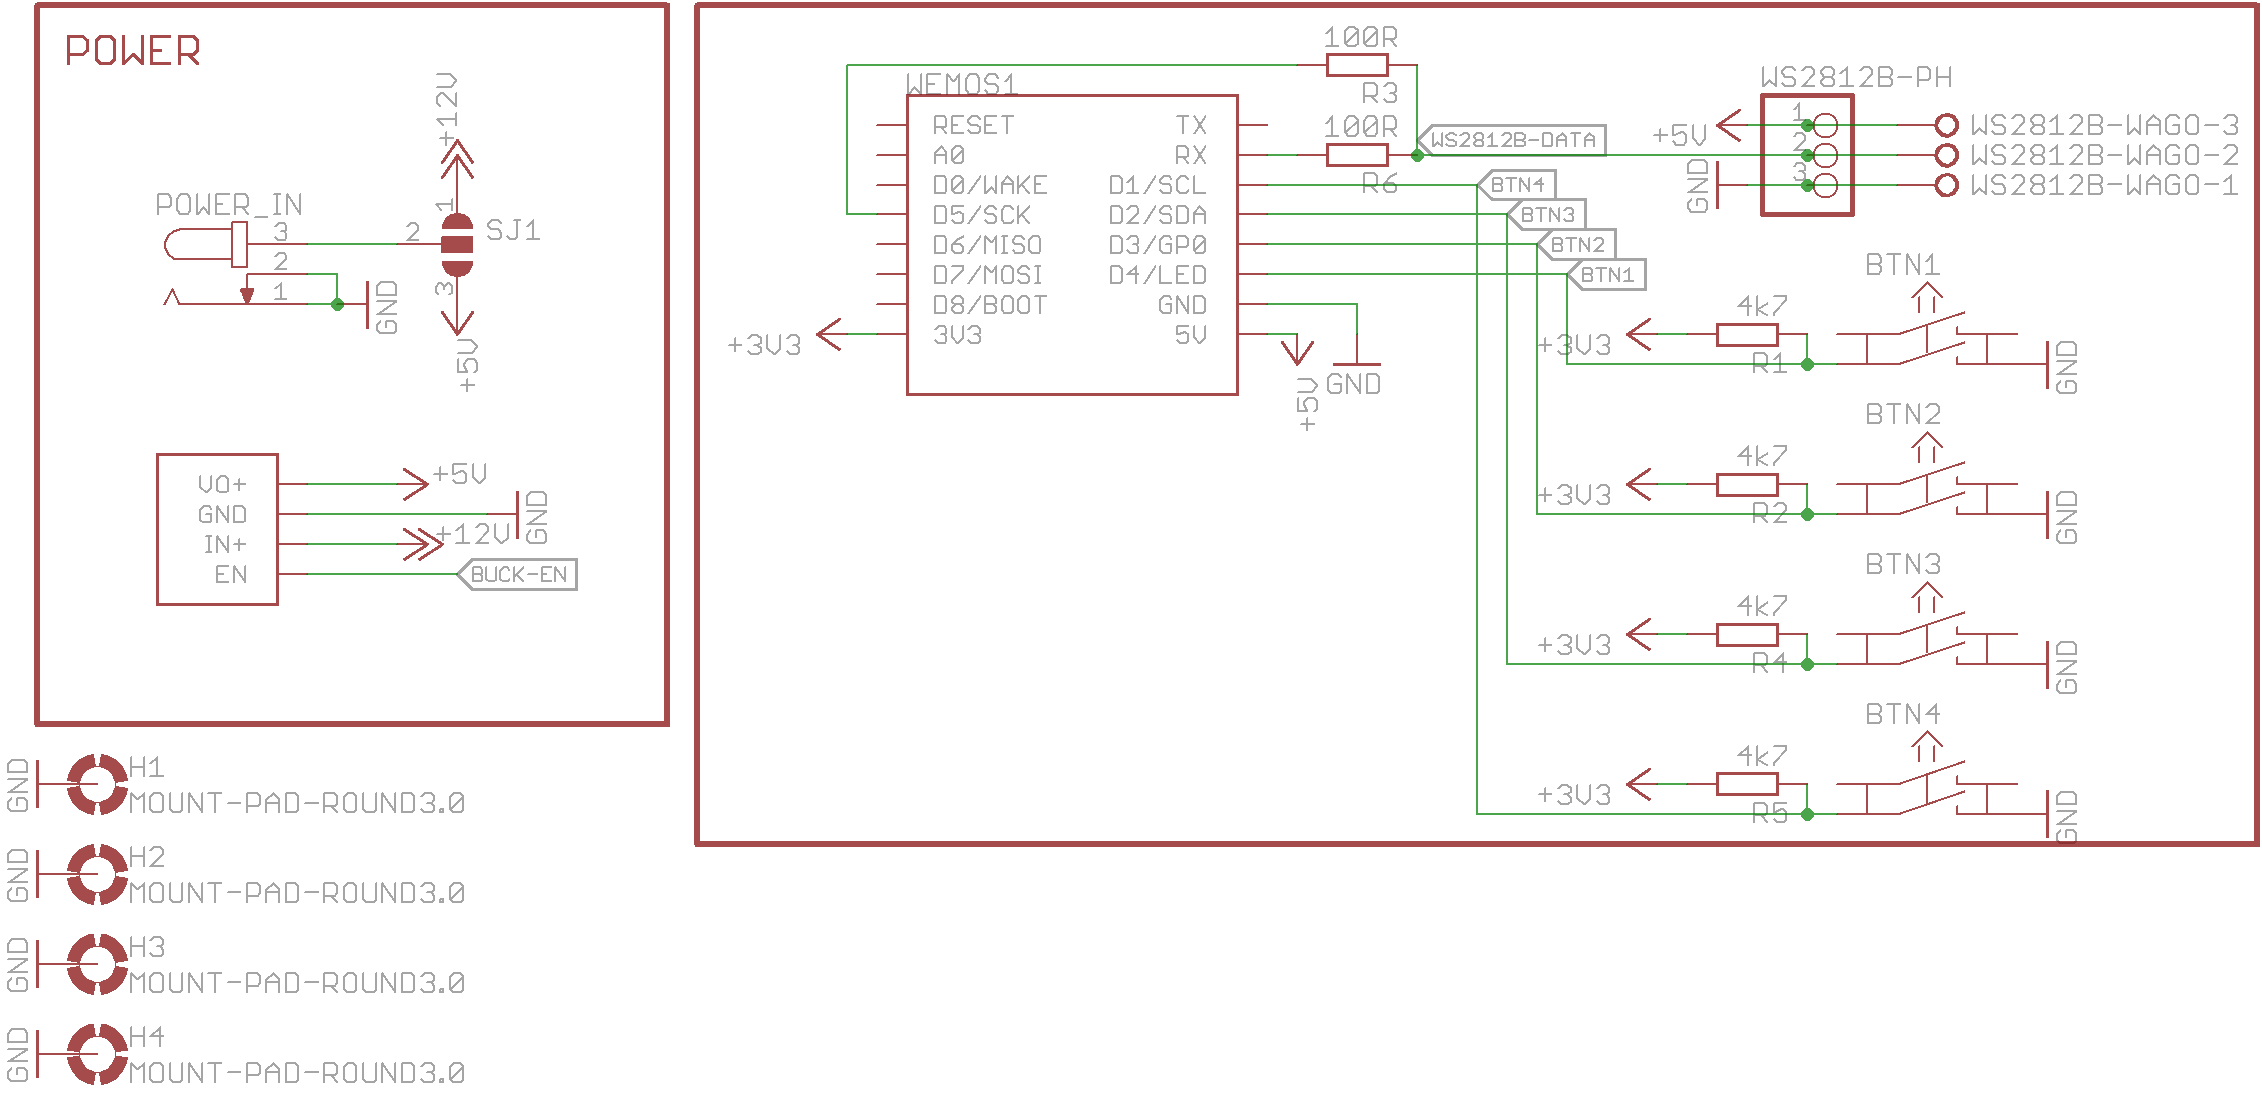 POWER
+12V
POWER_IN
3
2
1
GND
2
1
3
SJ1
+5V
VO+
GND
IN+
EN
+5V
GND
+12V
BUCK-EN
GND
H1
MOUNT-PAD-ROUND3.0
GND
H2
MOUNT-PAD-ROUND3.0
GND
H3
MOUNT-PAD-ROUND3.0
GND
H4
MOUNT-PAD-ROUND3.0
WEMOS1
RESET
A0
D0/WAKE
D5/SCK
D6/MISO
D7/MOSI
D8/BOOT
3V3
TX
RX
D1/SCL
D2/SDA
D3/GP0
D4/LED
GND
5V
+3V3
+5V
GND
100R
R3
100R
R6
WS2812B-DATA
BTN4
BTN3
BTN2
BTN1
WS2812B-PH
+5V
GND
1
2
3
WS2812B-WAGO-3
WS2812B-WAGO-2
WS2812B-WAGO-1
BTN1
4k7
+3V3
R1
GND
BTN2
4k7
+3V3
R2
GND
BTN3
4k7
+3V3
R4
GND
BTN4
4k7
+3V3
R5
GND